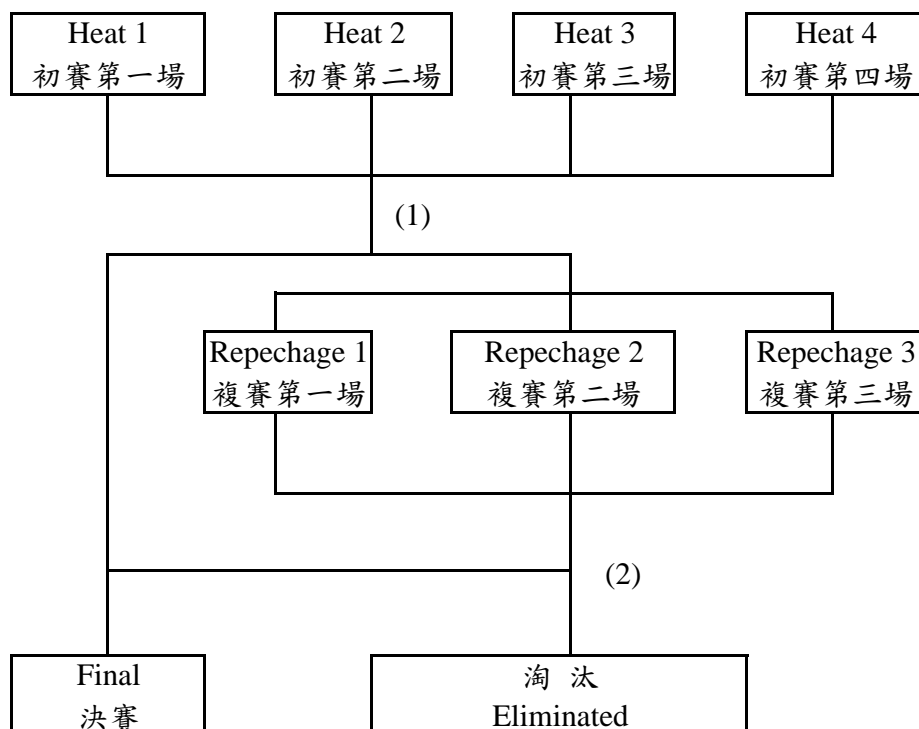 Heat 1
初賽第一場
Heat 2
初賽第二場
Heat 3
初賽第三場
Heat 4
初賽第四場
(1)
Repechage 1
複賽第一場
Repechage 2
複賽第二場
Repechage 3
複賽第三場
(2)
Final
決賽
淘 汰
Eliminated